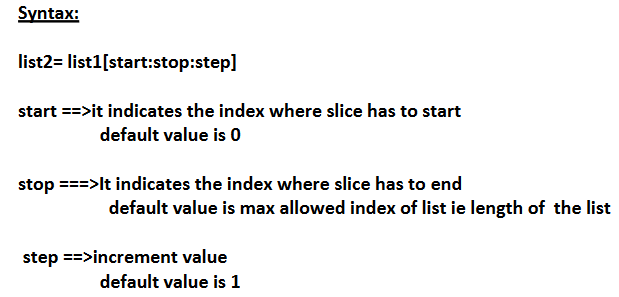 Syntax:
list2= list1[start:stop:step]
start ==>it indicates the index where slice has to start
default value is 0
stop ===>It indicates the index where slice has to end
default value is max allowed index of list ie length of the list
step ==>increment value
default value is 1